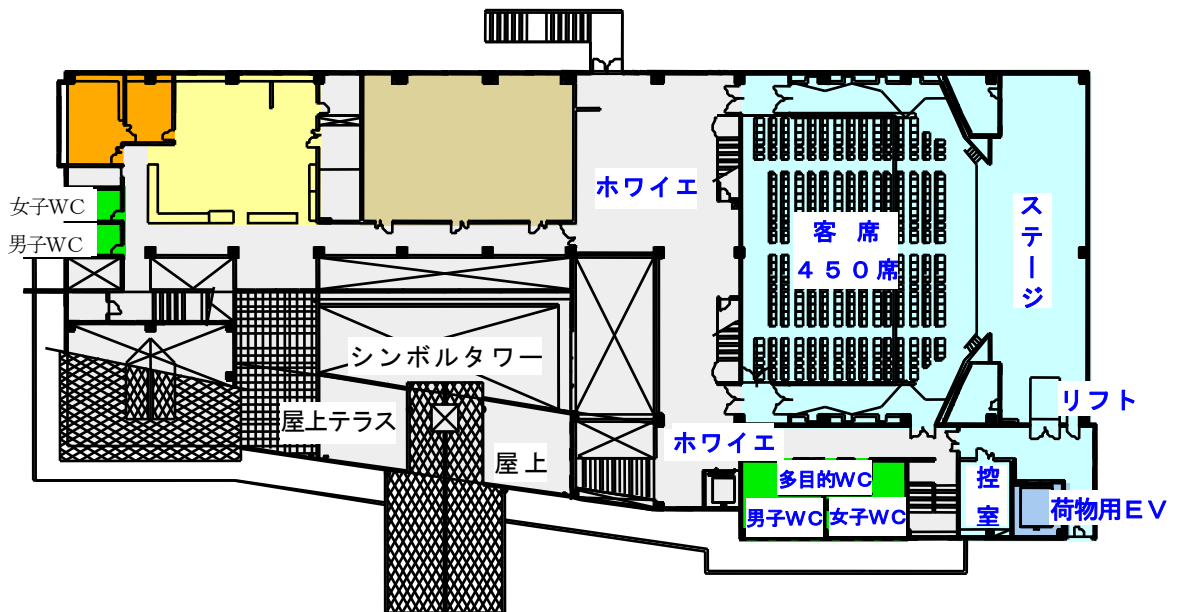 ホワイエ
女子WC
男子WC
客席
450席
ステージ
シンボルタワー
屋上テラス
屋上
リフト
ホワイエ
多目的WC
男子WC
女子WC
控室
荷物用EV